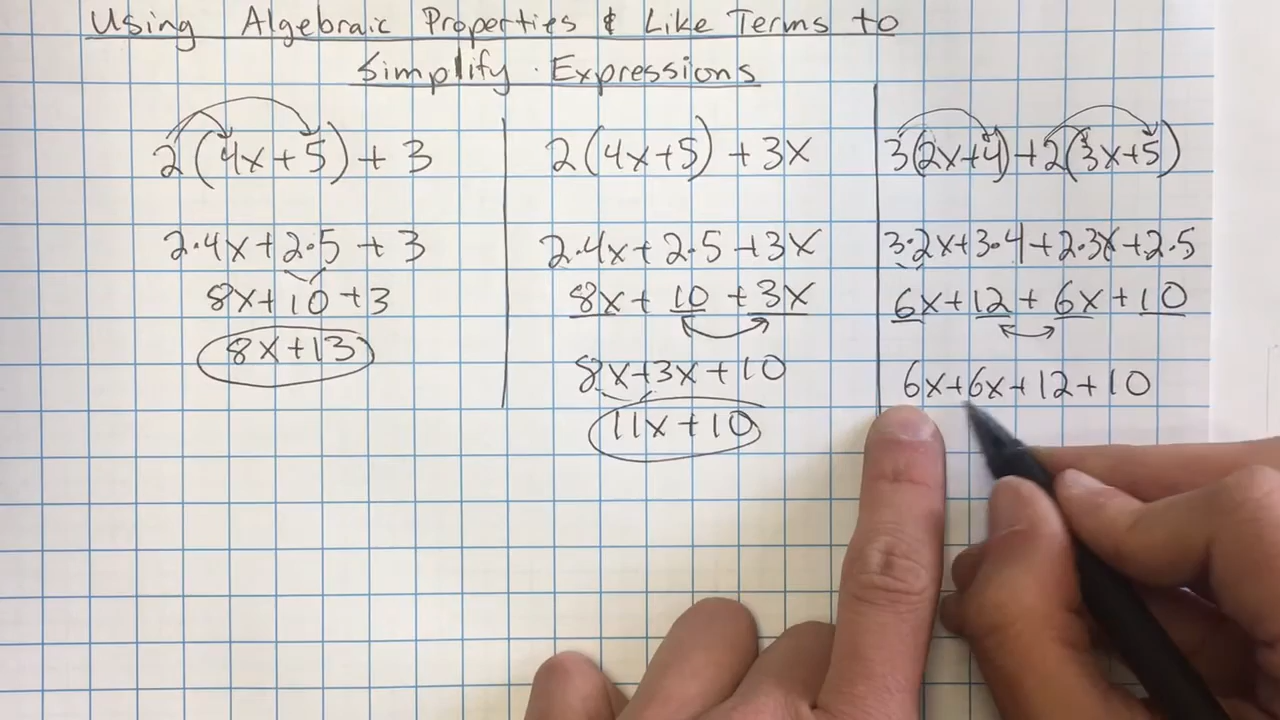 Using Algebraic Properties & Like Terms to
Simplify Expressions
2(4x+5)+3
2·4x+2·5+3
8x+10+3
8x+13
2(4x+5)+3x
2·4x+2·5+3x
8x+10+3x
8x+3x+10
11x+10
3(2x+4)+2(3x+5)
3·2x+3·4+2·3x+2·5
6x+12+6x+10
6x+6x+12+10